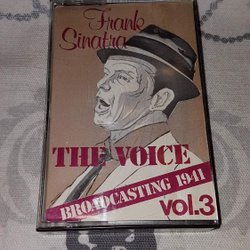 Frank
Sinatra
THE VOICE
BROADCASTING 1941
VOL.3